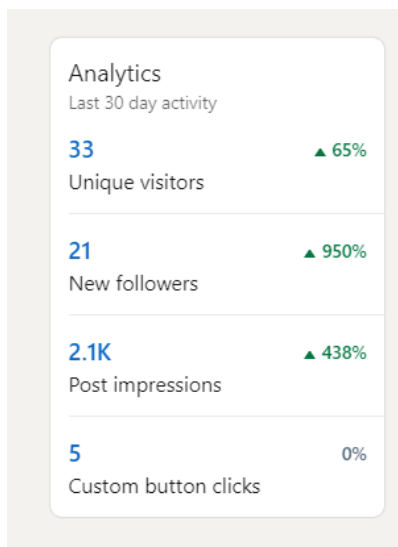 Analytics
Last 30 day activity
33 ▲ 65%
Unique visitors
21 ▲ 950%
New followers
2.1K ▲ 438%
Post impressions
5 0%
Custom button clicks